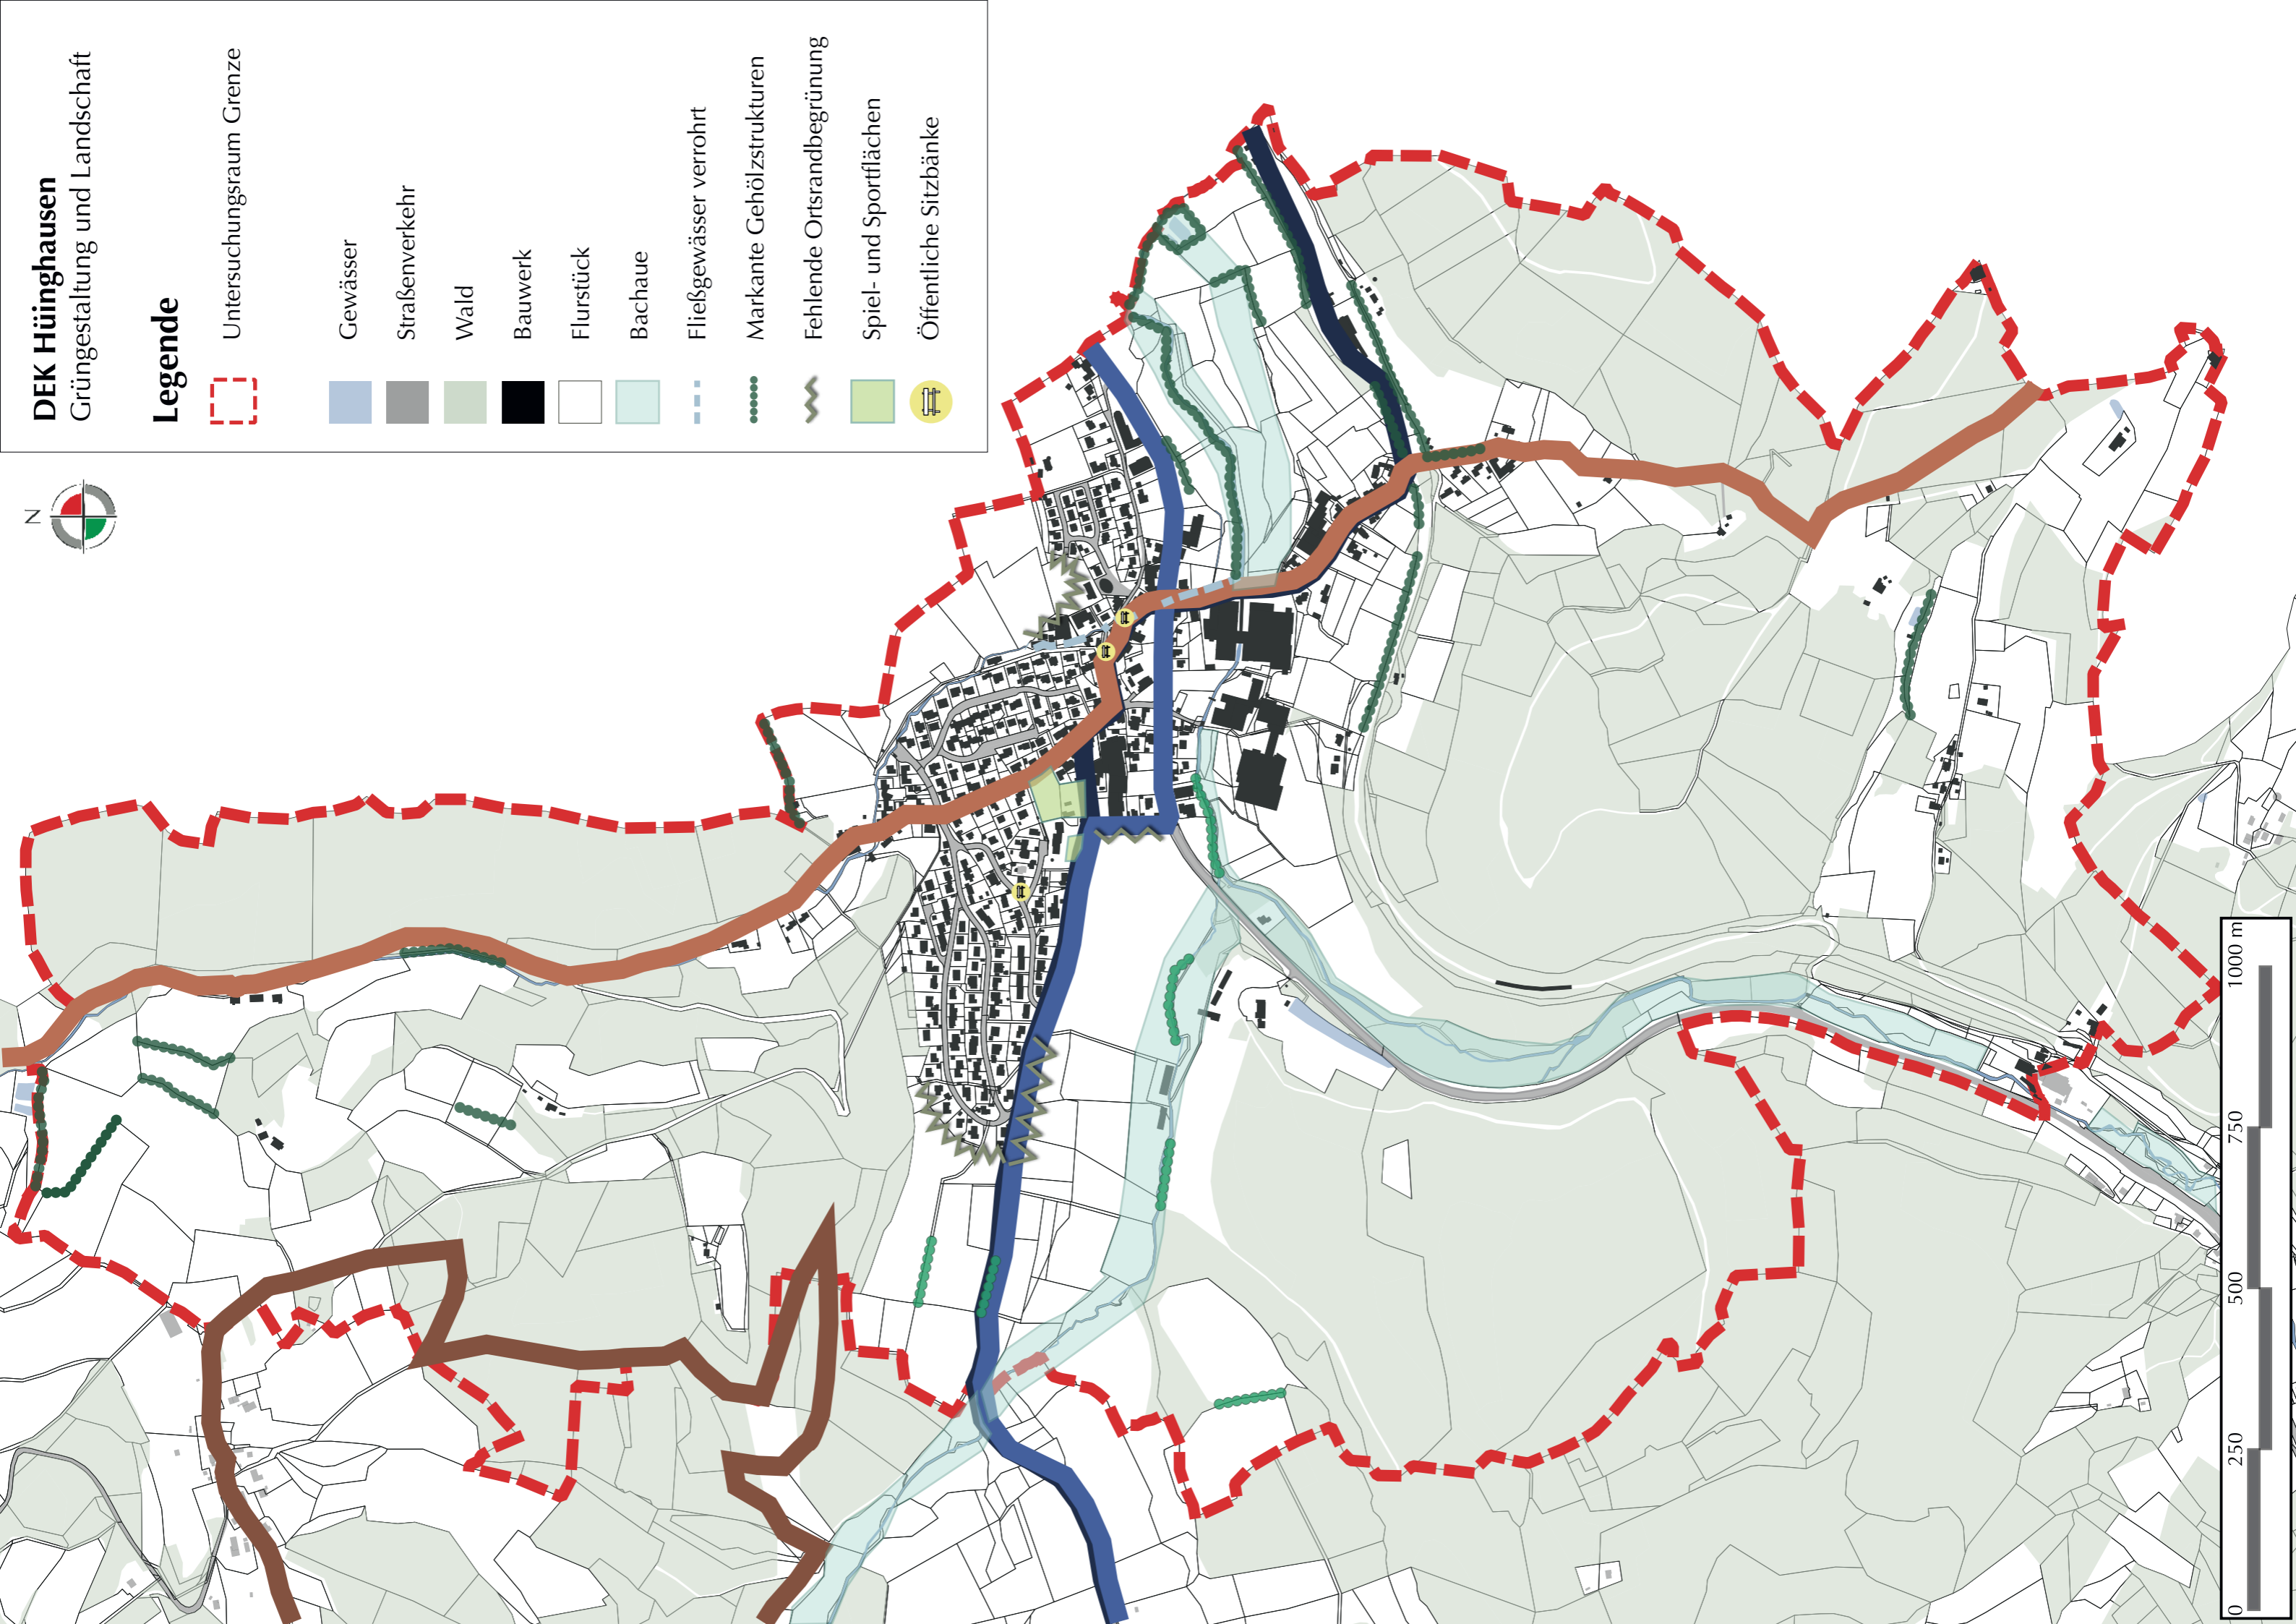 DEK Hüinghausen
Grüngestaltung und Landschaft
Legende
Untersuchungsraum Grenze
Gewässer
Straßenverkehr
Wald
Bauwerk
Flurstück
Bachaue
Fließgewässer verrohrt
Markante Gehölzstrukturen
Fehlende Ortsrandbegrünung
Spiel- und Sportflächen
Öffentliche Sitzbänke
N
0 250 500 750 1000 m